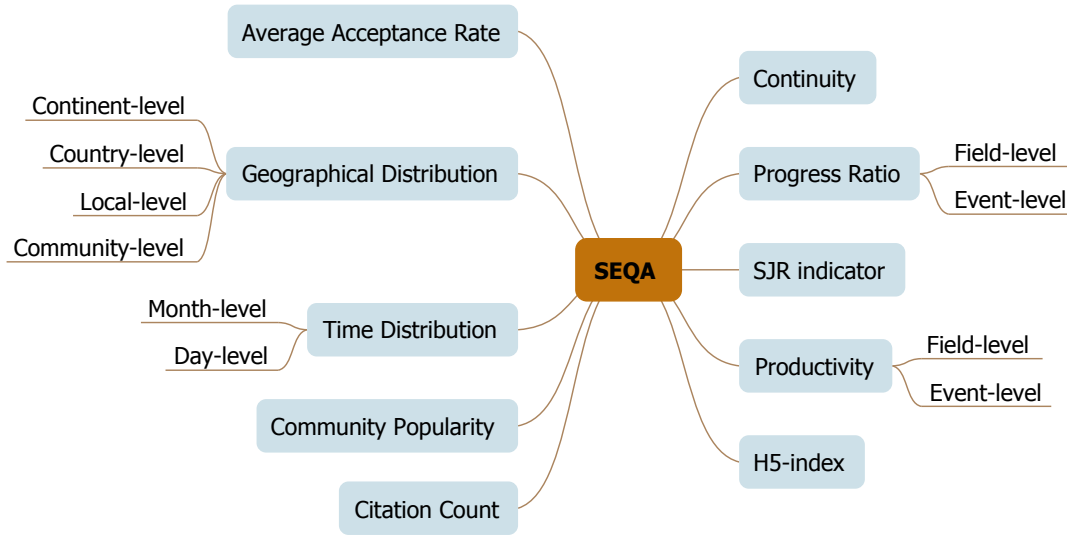 Average Acceptance Rate
Continent-level
Country-level
Local-level
Community-level
Geographical Distribution
Month-level
Day-level
Time Distribution
Community Popularity
Citation Count
SEQA
Continuity
Progress Ratio
Field-level
Event-level
SJR indicator
Productivity
Field-level
Event-level
H5-index